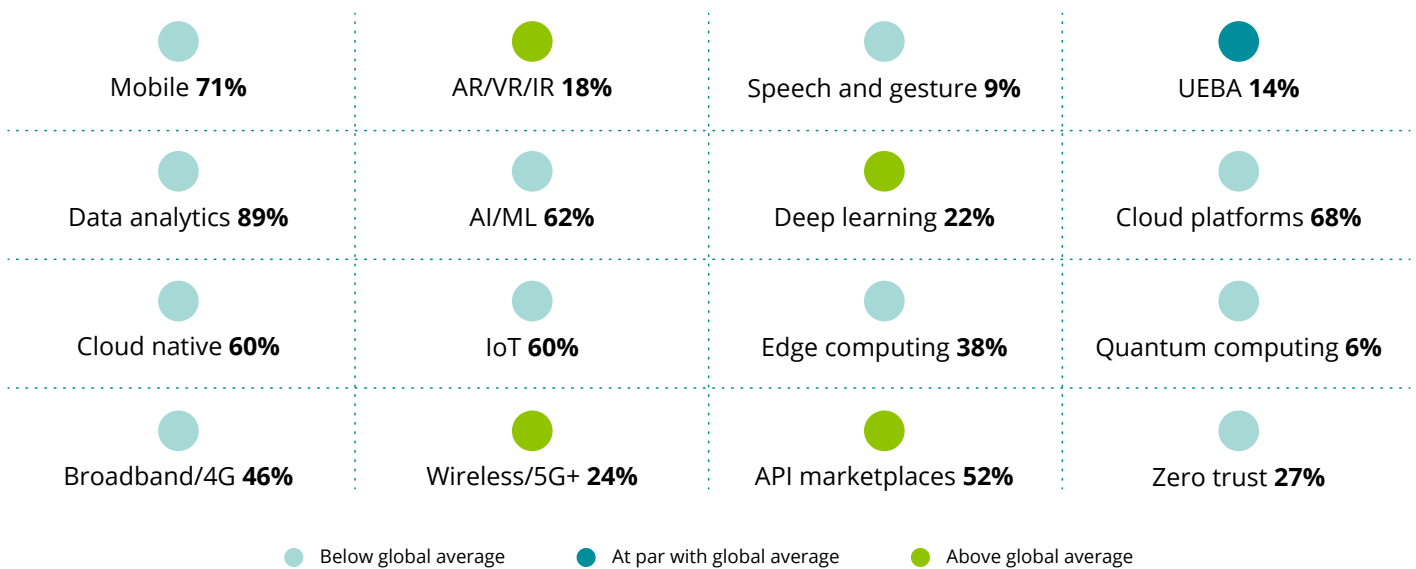 Mobile 71%
AR/VR/IR 18%
Speech and gesture 9%
UEBA 14%
Data analytics 89%
AI/ML 62%
Deep learning 22%
Cloud platforms 68%
Cloud native 60%
IoT 60%
Edge computing 38%
Quantum computing 6%
Broadband/4G 46%
Wireless/5G+ 24%
API marketplaces 52%
Zero trust 27%
Below global average
At par with global average
Above global average